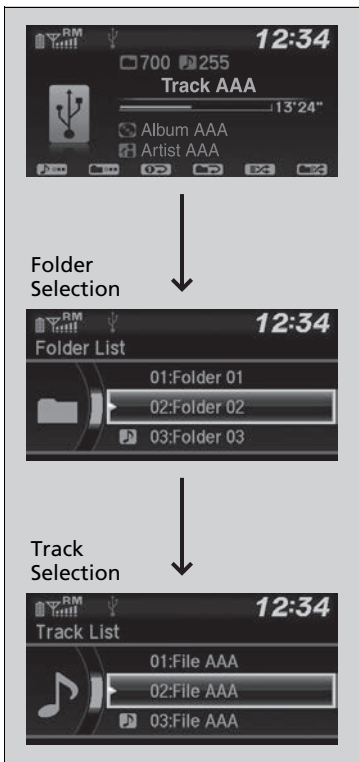 RM 12:34
700 255
Track AAA
13'24"
Album AAA
Artist AAA
Folder
Selection
RM 12:34
Folder List
01:Folder 01
02:Folder 02
03:Folder 03
Track
Selection
RM 12:34
Track List
01:File AAA
02:File AAA
03:File AAA